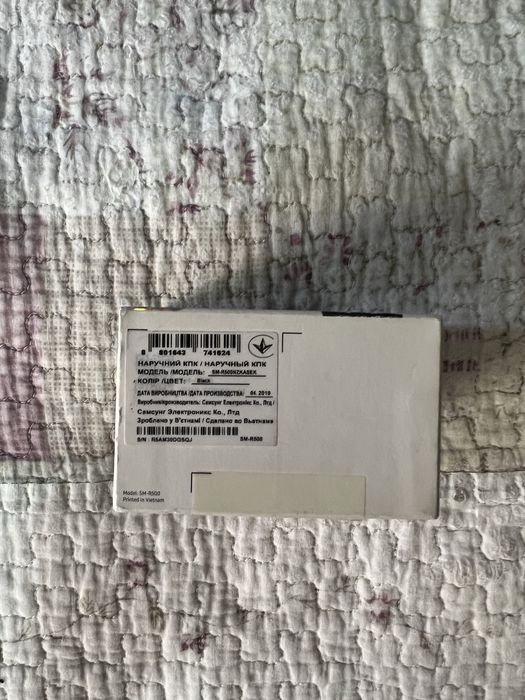 8 801643 741624
НАРУЧНИЙ КПК / НАРУЧНЫЙ КПК
МОДЕЛЬ /МОДЕЛЬ: SM-R500NZKASEK
КОЛІР /ЦВЕТ: Black
ДАТА ВИРОБНИЦТВА /ДАТА ПРОИЗВОДСТВА: 04. 2019
Виробник/производитель: Самсунг Електронікс Ко., Лтд /
Самсунг Электроникс Ко., Лтд
Зроблено у В'єтнамі / Сделано во Вьетнаме
S/N : R5AM30DGSQJ SM-R500
Model: SM-R500
Printed in Vietnam